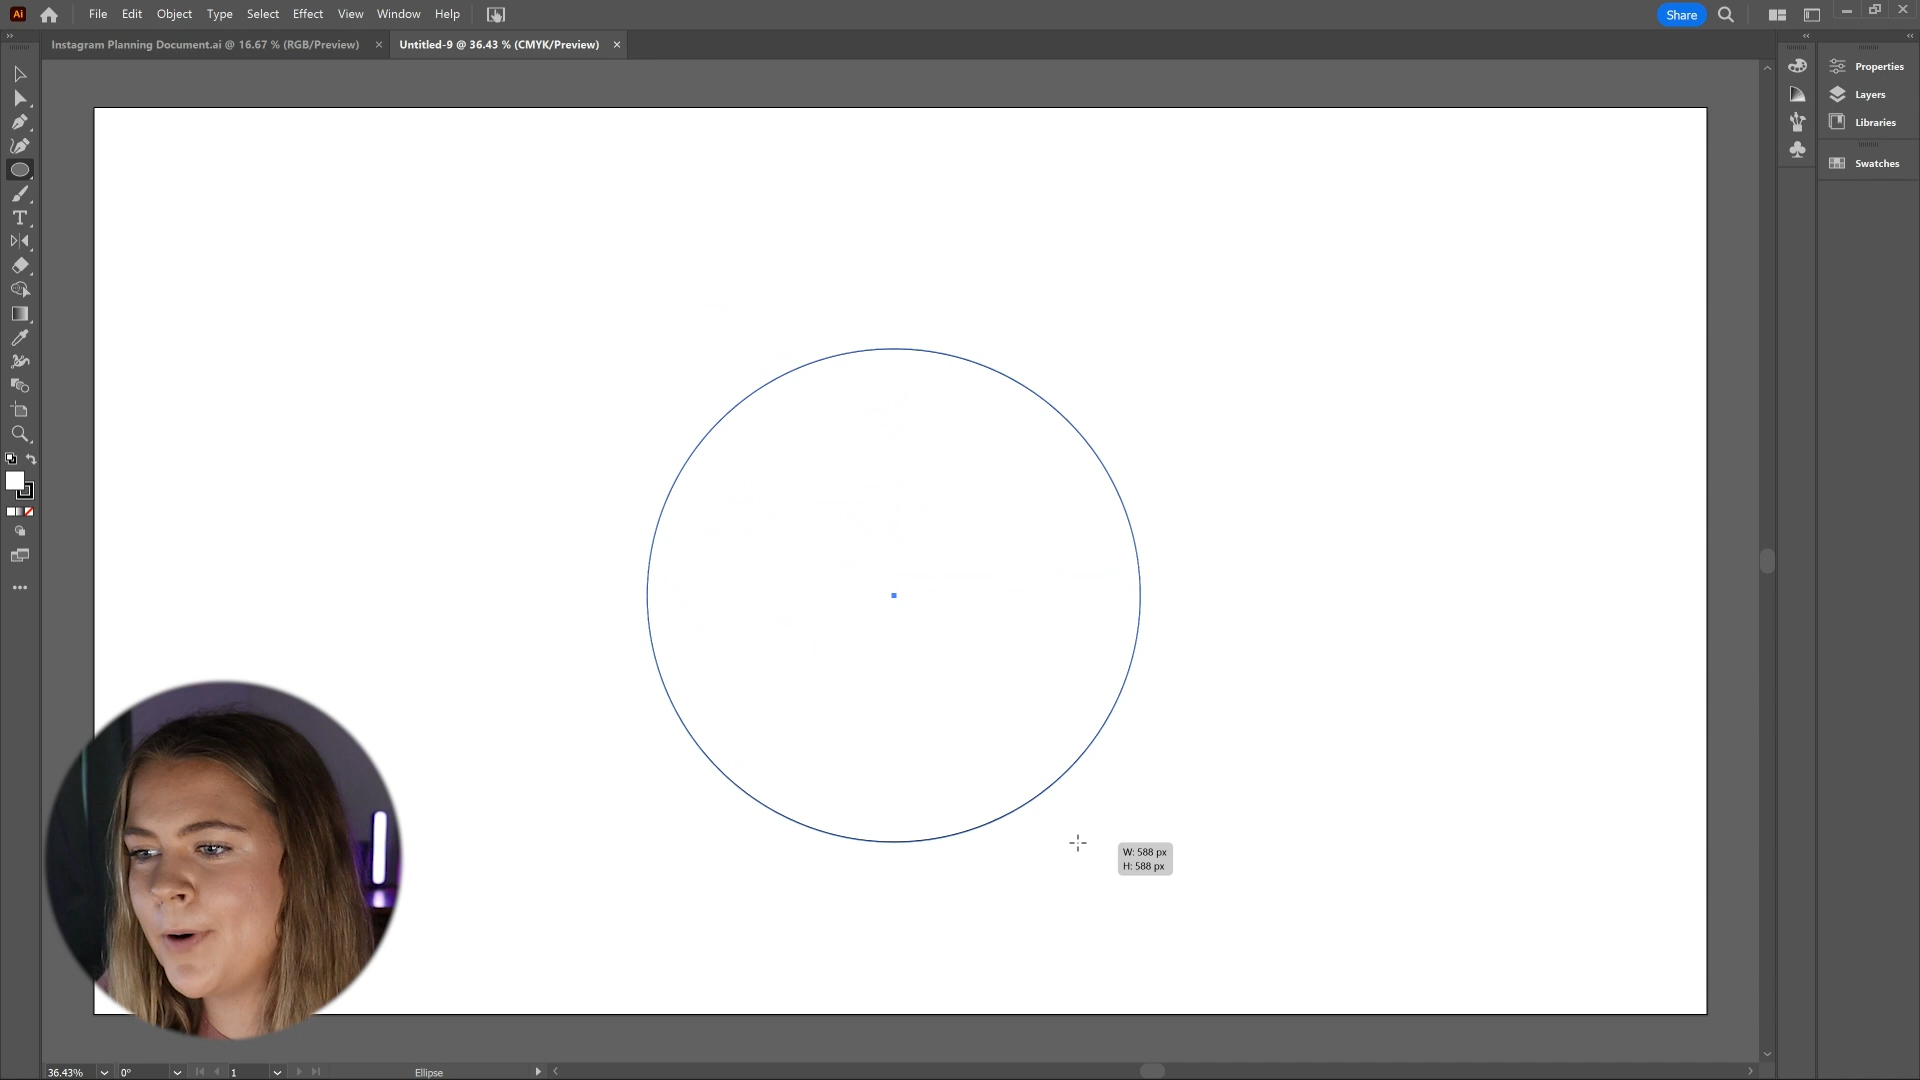 Ai File Edit Object Type Select Effect View Window Help Share
Instagram Planning Document.ai @ 16.67 % (RGB/Preview) × Untitled-9 @ 36.43 % (CMYK/Preview) ×
Properties
Layers
Libraries
Swatches
W: 588 px
H: 588 px
36.43% 0° 1 Ellipse